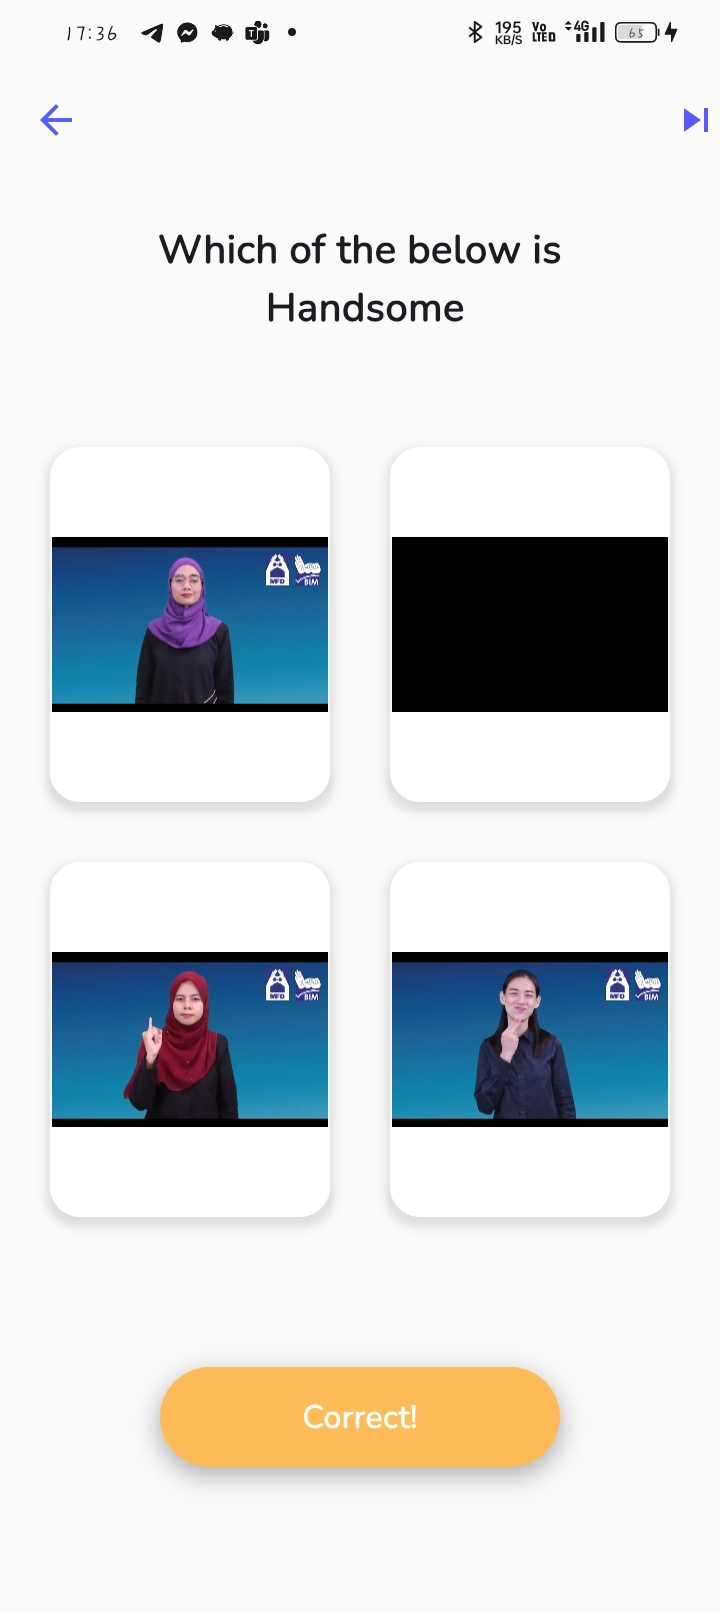 17:36
195 KB/S
Vo LTED
4G
65
Which of the below is
Handsome
MFD BIM
MFD BIM
MFD BIM
Correct!